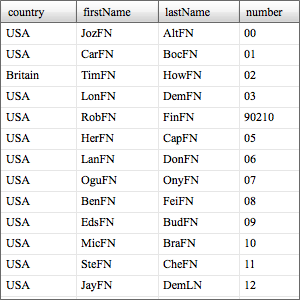 country firstName lastName number
USA JozFN AltFN 00
USA CarFN BocFN 01
Britain TimFN HowFN 02
USA LonFN DemFN 03
USA RobFN FinFN 90210
USA HerFN CapFN 05
USA LanFN DonFN 06
USA OguFN OnyFN 07
USA BenFN FeiFN 08
USA EdsFN BudFN 09
USA MicFN BraFN 10
USA SteFN CheFN 11
USA JayFN DemLN 12